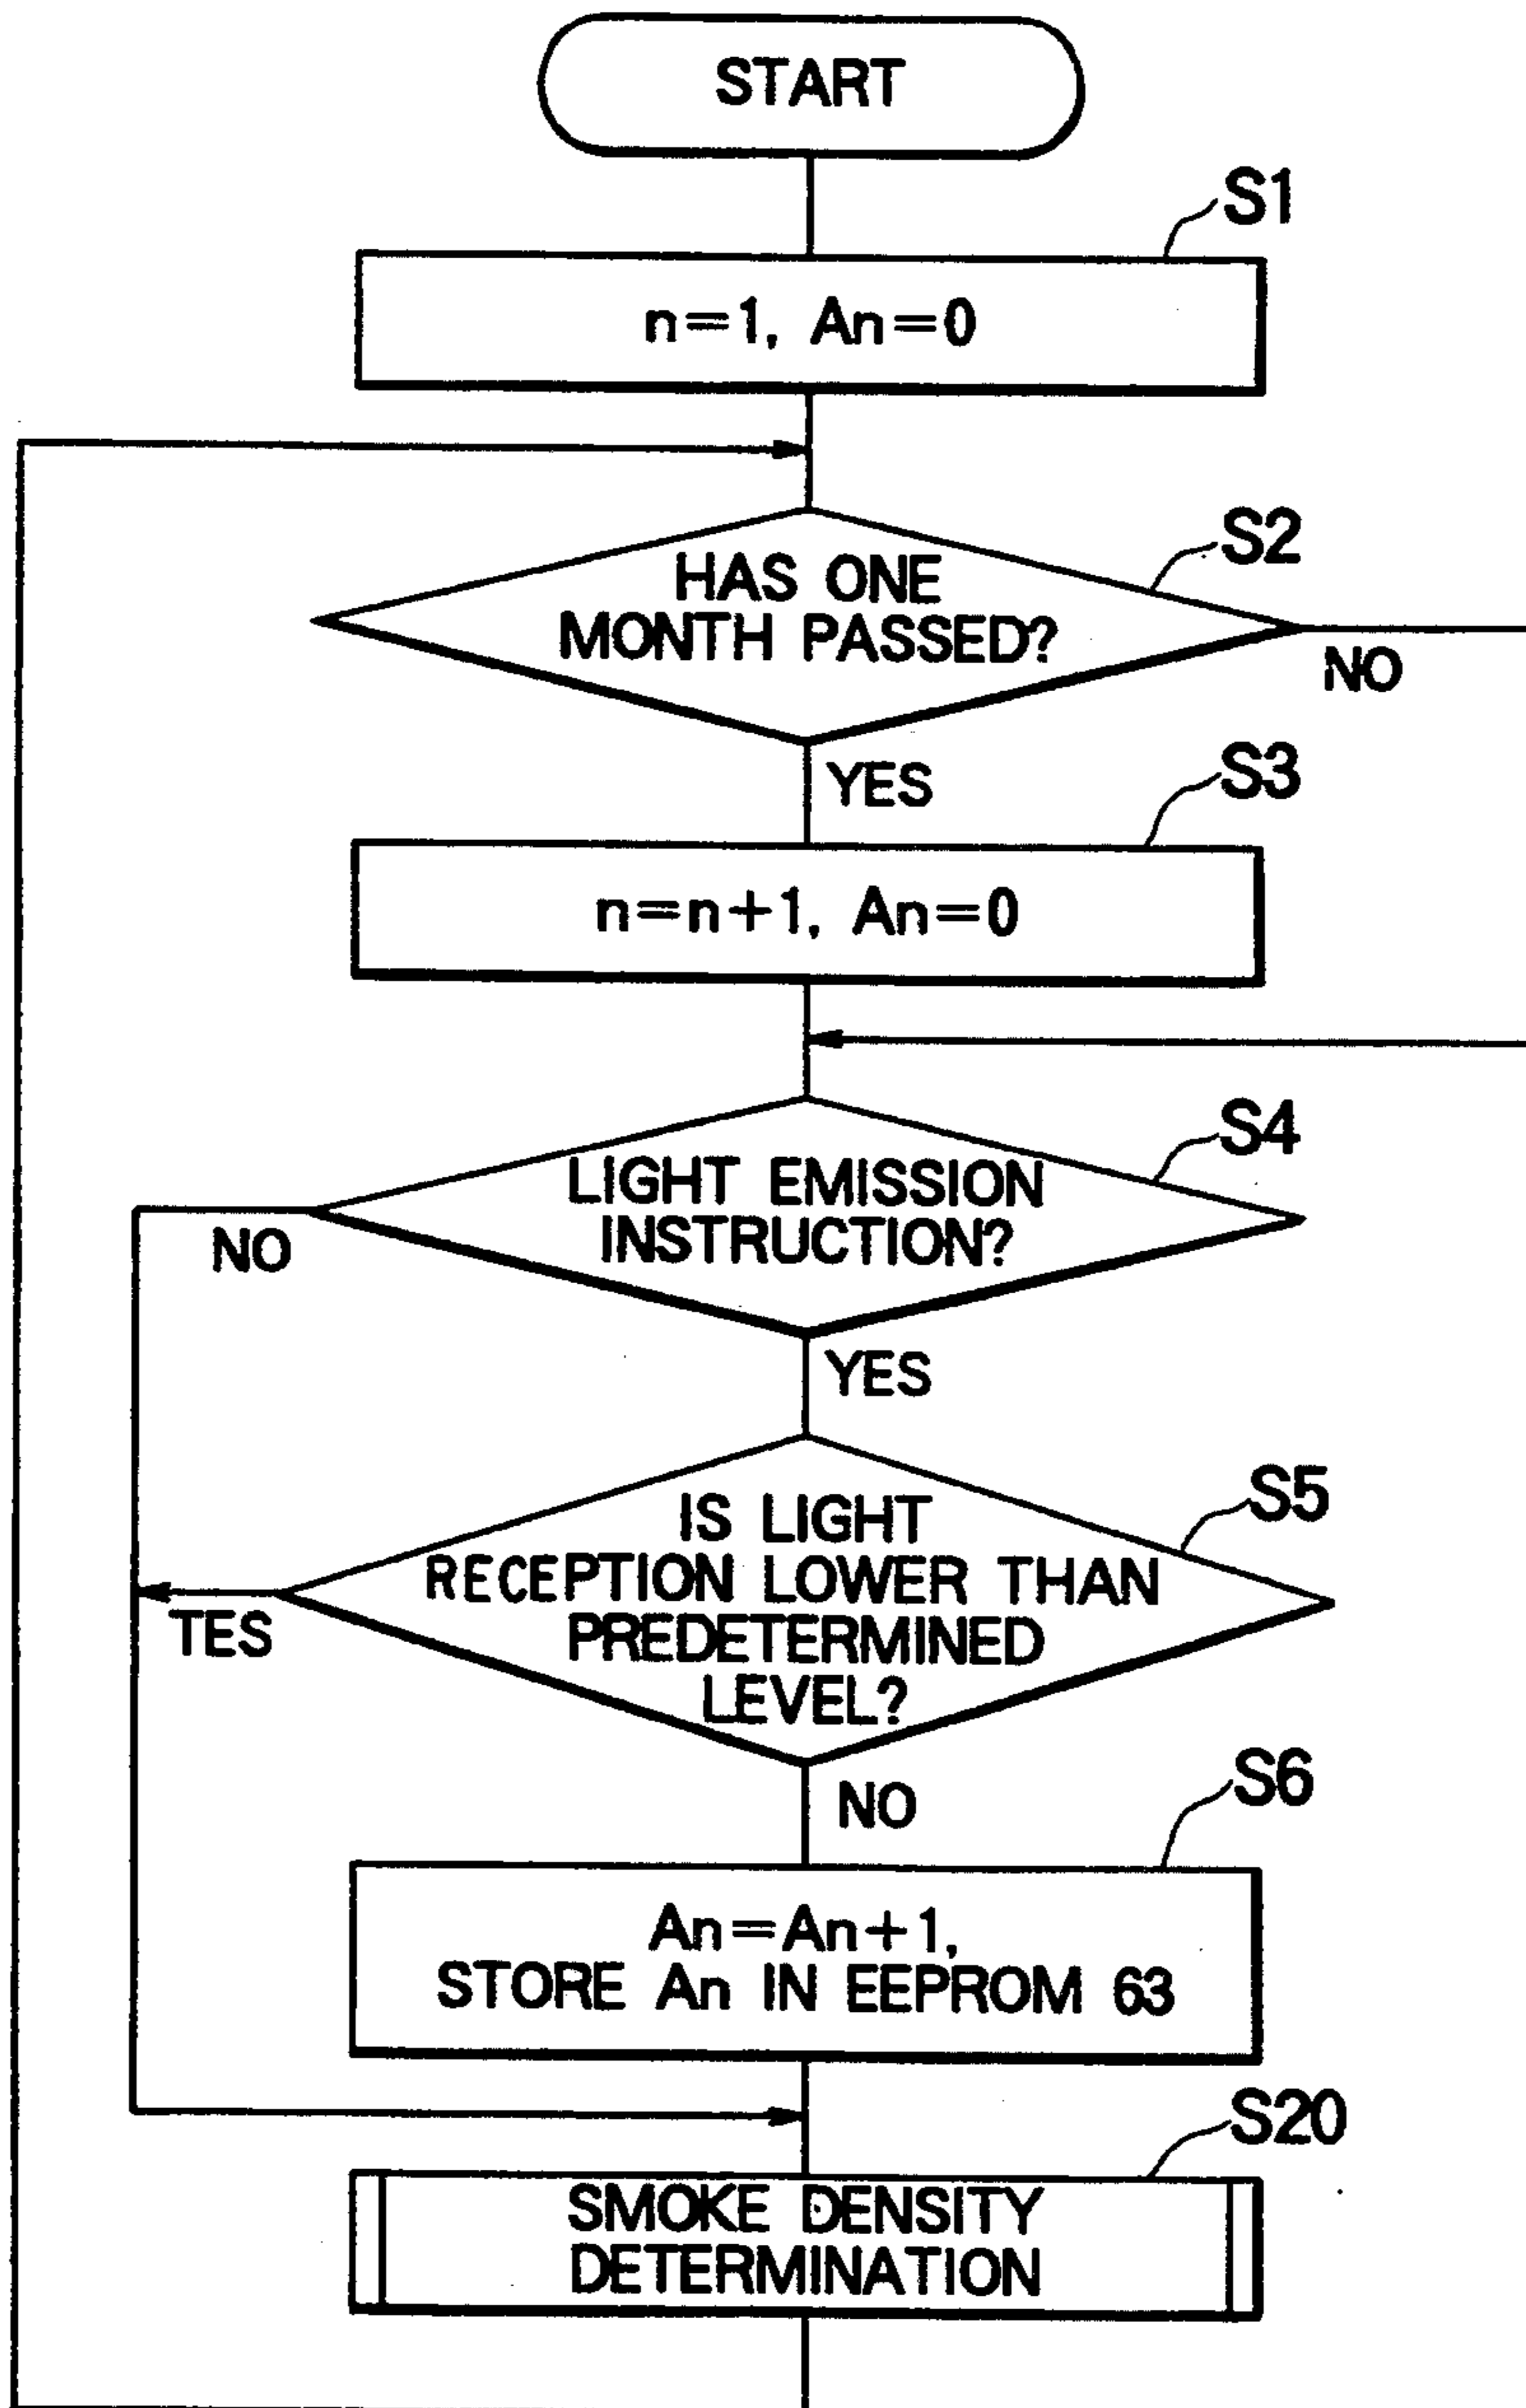 START
S1
n=1, An=0
S2
HAS ONE
MONTH PASSED?
NO
YES
S3
n=n+1, An=0
S4
LIGHT EMISSION
INSTRUCTION?
NO
YES
S5
IS LIGHT
RECEPTION LOWER THAN
PREDETERMINED
LEVEL?
TES
NO
S6
An=An+1,
STORE An IN EEPROM 63
S20
SMOKE DENSITY
DETERMINATION